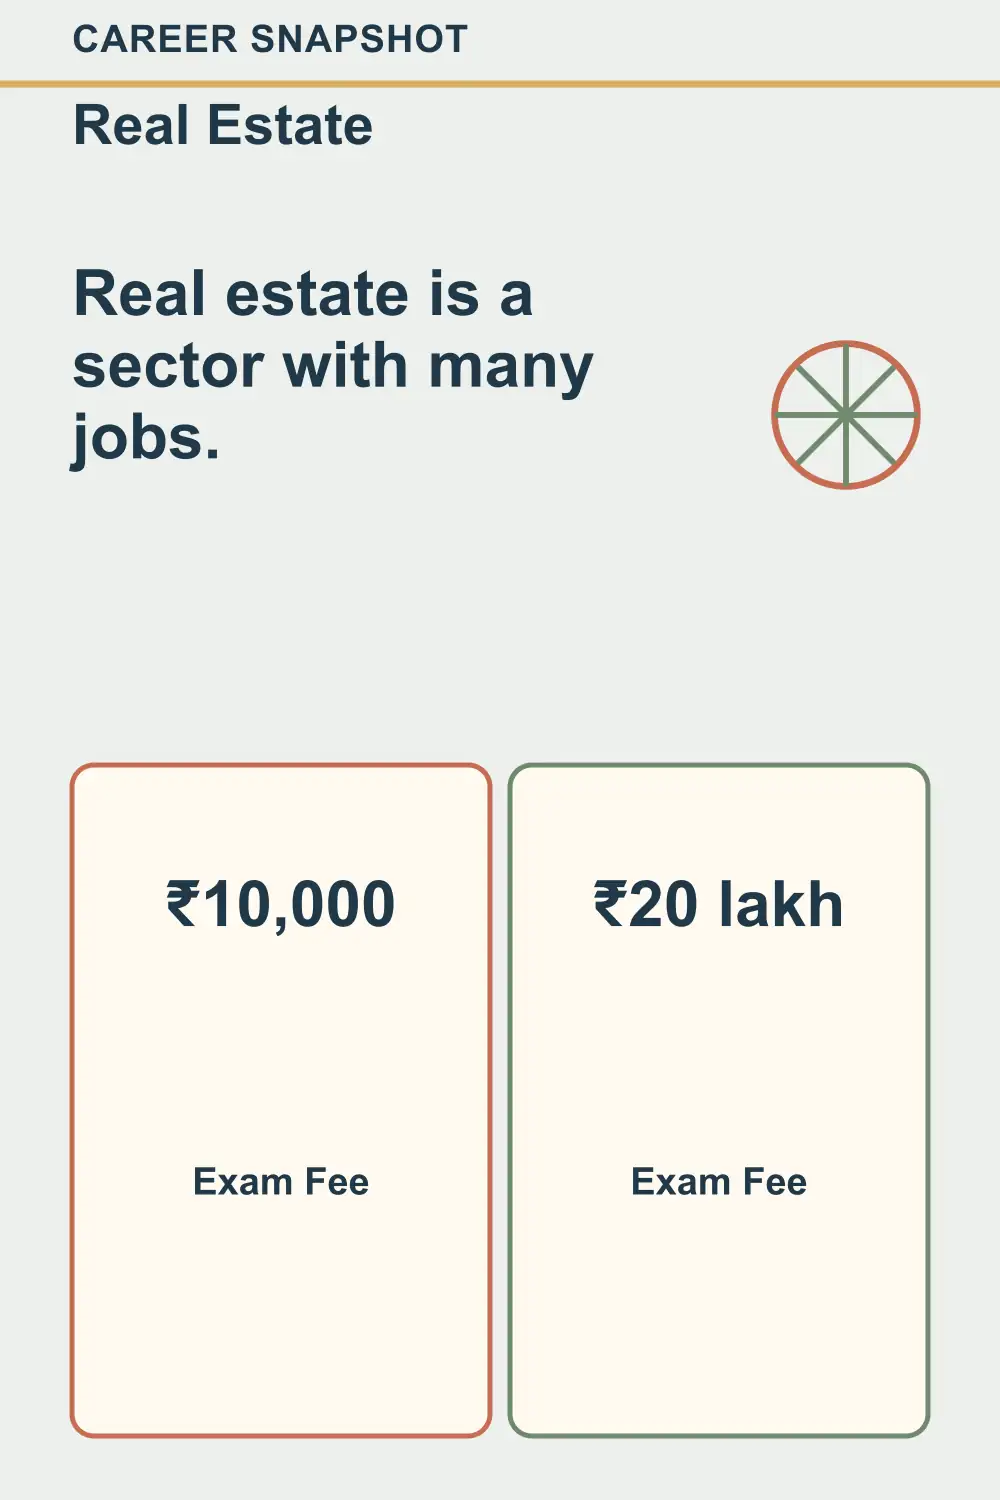 CAREER SNAPSHOT
Real Estate
Real estate is a
sector with many
jobs.
₹10,000
Exam Fee
₹20 lakh
Exam Fee